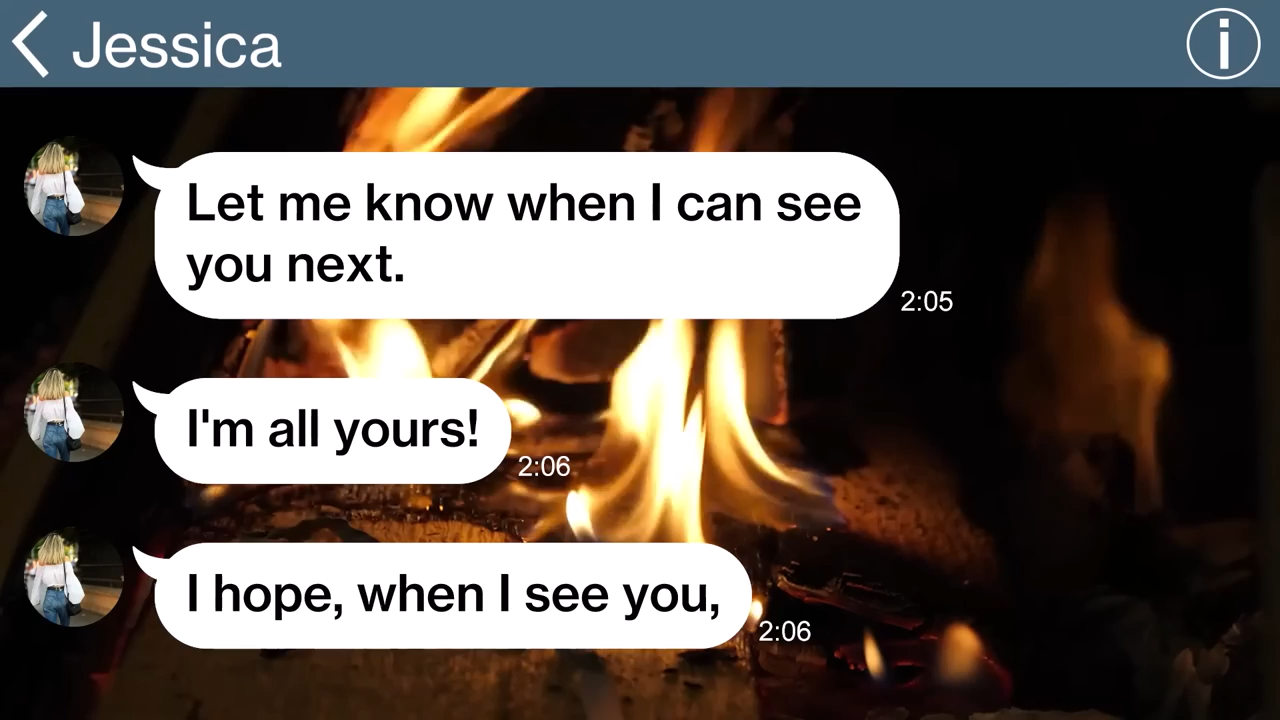 Jessica
Let me know when I can see
you next.
2:05
I'm all yours!
2:06
I hope, when I see you,
2:06